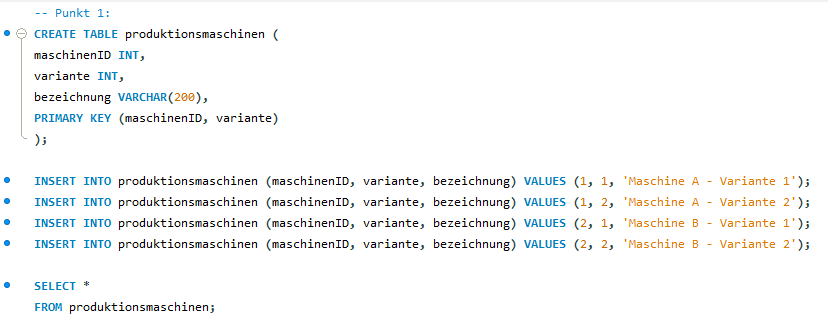 -- Punkt 1:
CREATE TABLE produktionsmaschinen (
maschinenID INT,
variante INT,
bezeichnung VARCHAR(200),
PRIMARY KEY (maschinenID, variante)
);
INSERT INTO produktionsmaschinen (maschinenID, variante, bezeichnung) VALUES (1, 1, 'Maschine A - Variante 1');
INSERT INTO produktionsmaschinen (maschinenID, variante, bezeichnung) VALUES (1, 2, 'Maschine A - Variante 2');
INSERT INTO produktionsmaschinen (maschinenID, variante, bezeichnung) VALUES (2, 1, 'Maschine B - Variante 1');
INSERT INTO produktionsmaschinen (maschinenID, variante, bezeichnung) VALUES (2, 2, 'Maschine B - Variante 2');
SELECT *
FROM produktionsmaschinen;